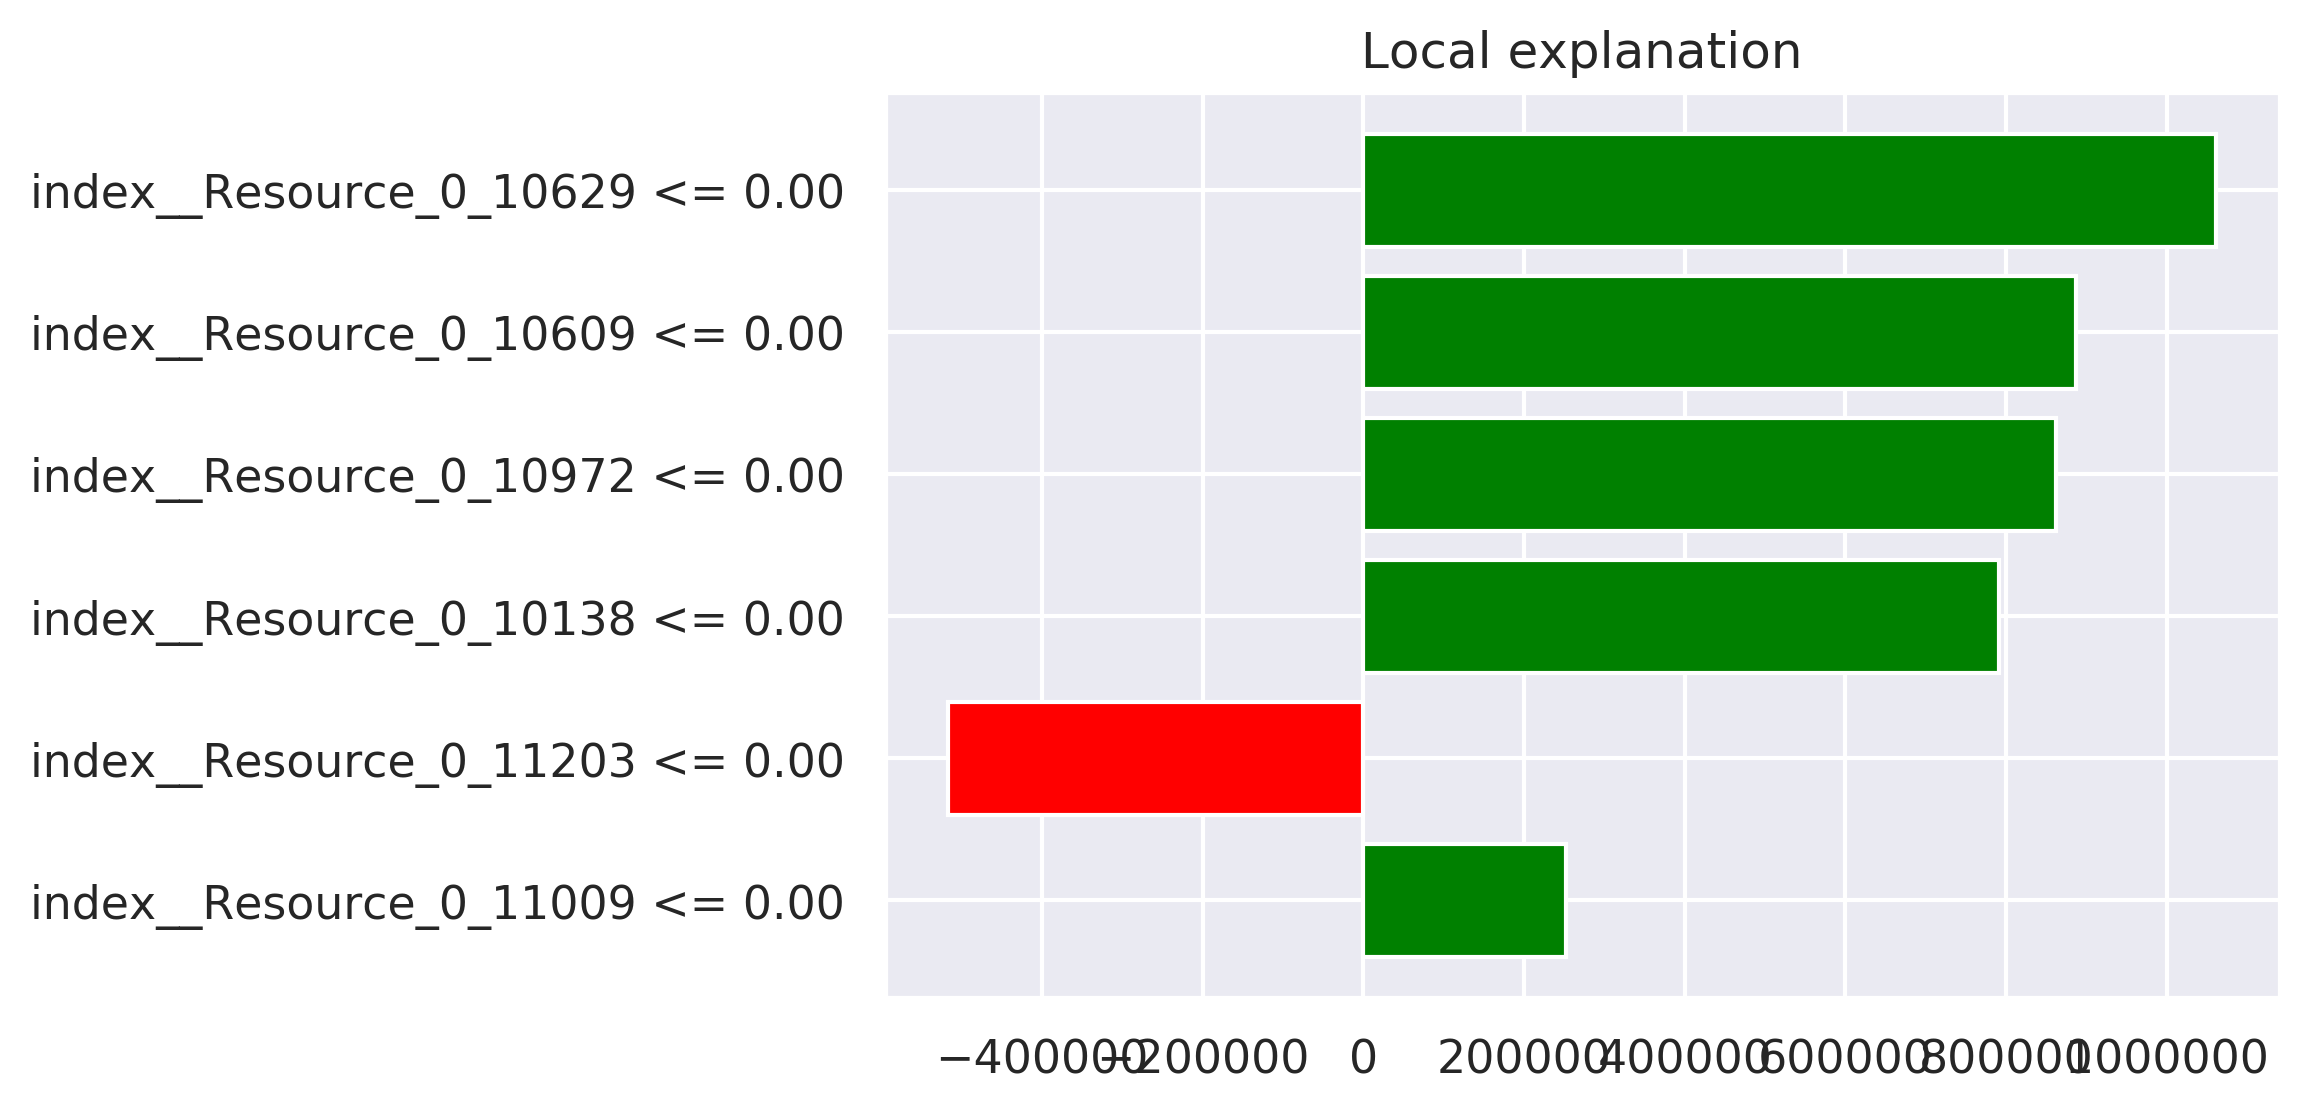 Local explanation
index__Resource_0_10629 <= 0.00
index__Resource_0_10609 <= 0.00
index__Resource_0_10972 <= 0.00
index__Resource_0_10138 <= 0.00
index__Resource_0_11203 <= 0.00
index__Resource_0_11009 <= 0.00
−400000 −200000 0 200000 400000 600000 800000 1000000